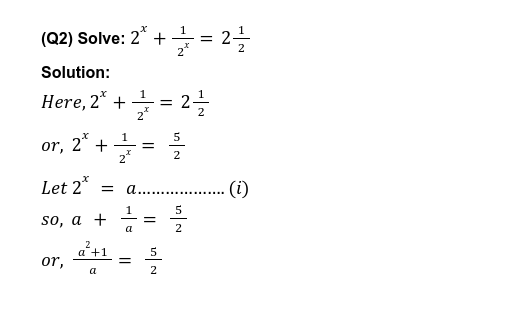 (Q2) Solve: 2^x + 1/2^x = 2 1/2
Solution:
Here, 2^x + 1/2^x = 2 1/2
or, 2^x + 1/2^x = 5/2
Let 2^x = a................... (i)
so, a + 1/a = 5/2
or, (a^2+1)/a = 5/2